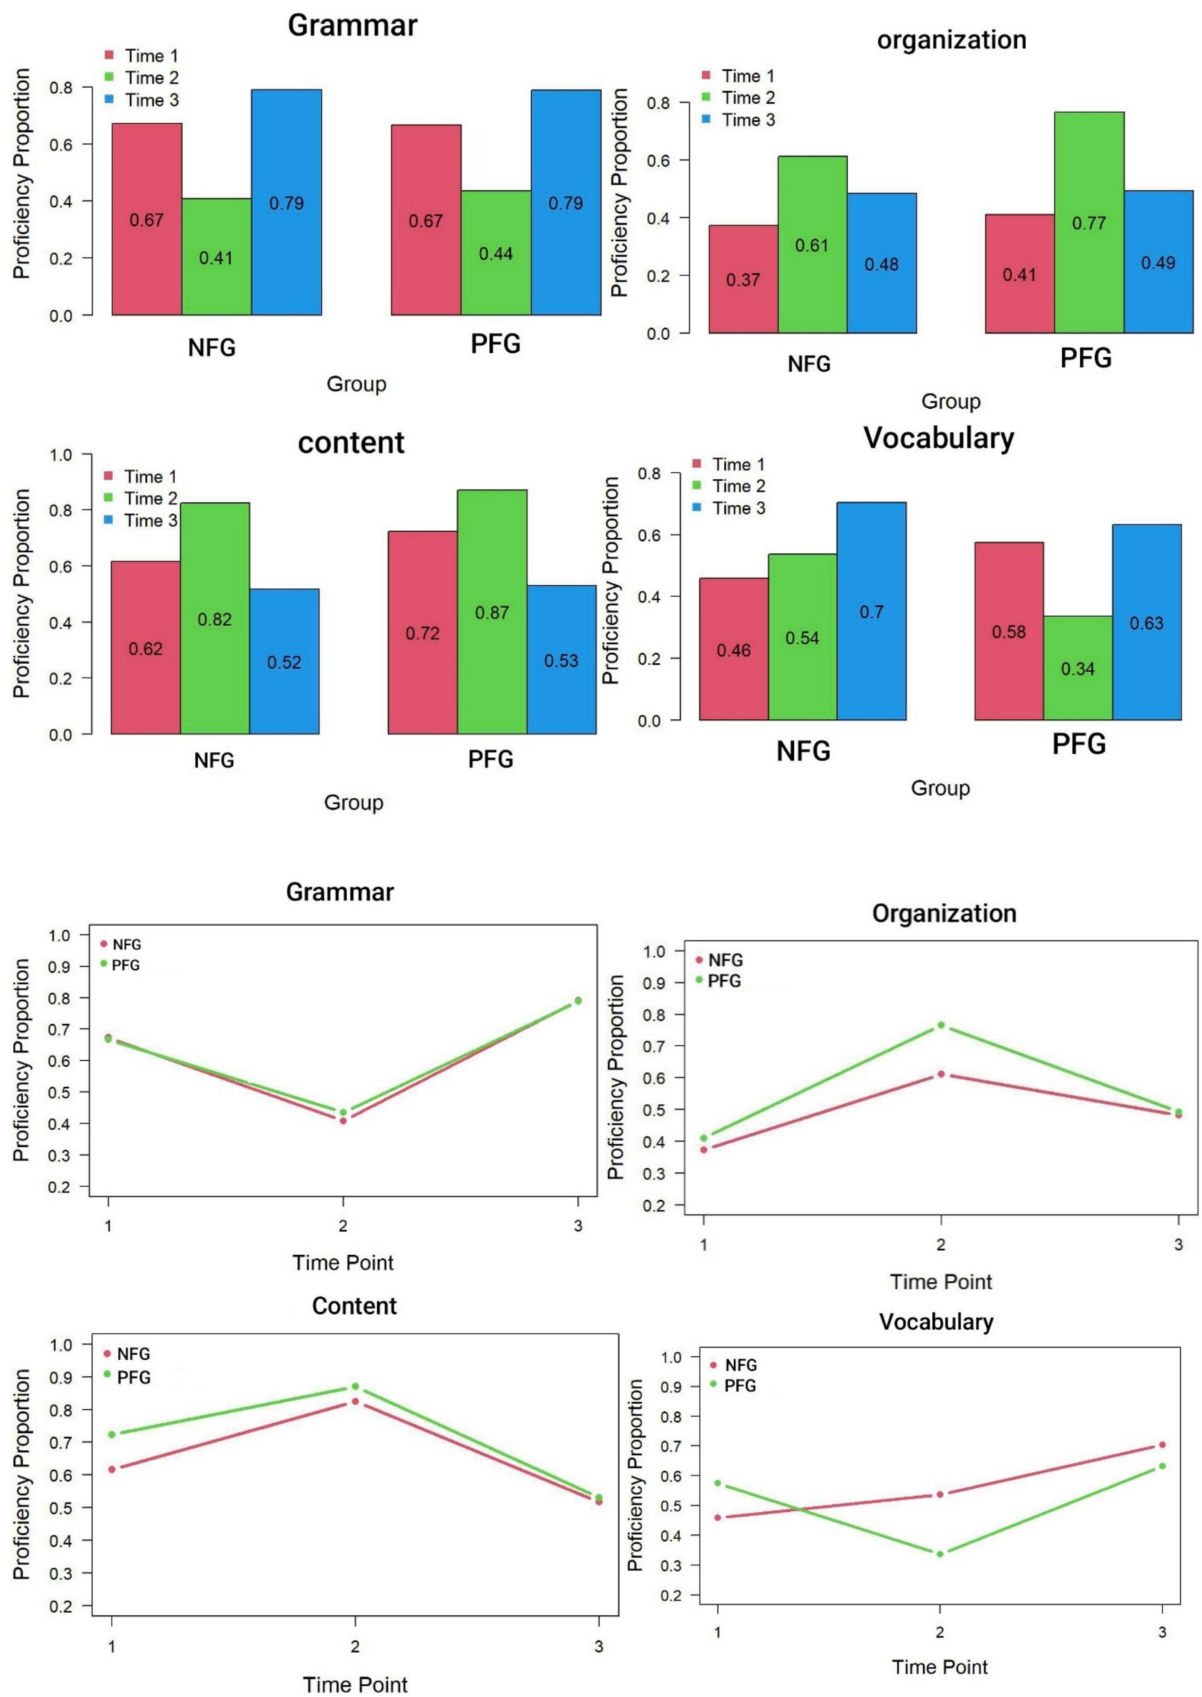 Grammar
Time 1
Time 2
Time 3
Proficiency Proportion
0.8
0.6
0.4
0.2
0.0
0.67
0.41
0.79
0.67
0.44
0.79
NFG
PFG
Group
organization
Time 1
Time 2
Time 3
Proficiency Proportion
0.8
0.6
0.4
0.2
0.0
0.37
0.61
0.48
0.41
0.77
0.49
NFG
PFG
Group
content
Time 1
Time 2
Time 3
Proficiency Proportion
1.0
0.8
0.6
0.4
0.2
0.0
0.62
0.82
0.52
0.72
0.87
0.53
NFG
PFG
Group
Vocabulary
Time 1
Time 2
Time 3
Proficiency Proportion
0.8
0.6
0.4
0.2
0.0
0.46
0.54
0.7
0.58
0.34
0.63
NFG
PFG
Group
Grammar
NFG
PFG
Proficiency Proportion
1.0
0.9
0.8
0.7
0.6
0.5
0.4
0.3
0.2
1
2
3
Time Point
Organization
NFG
PFG
Proficiency Proportion
1.0
0.9
0.8
0.7
0.6
0.5
0.4
0.3
0.2
1
2
3
Time Point
Content
NFG
PFG
Proficiency Proportion
1.0
0.9
0.8
0.7
0.6
0.5
0.4
0.3
0.2
1
2
3
Time Point
Vocabulary
NFG
PFG
Proficiency Proportion
1.0
0.9
0.8
0.7
0.6
0.5
0.4
0.3
0.2
1
2
3
Time Point